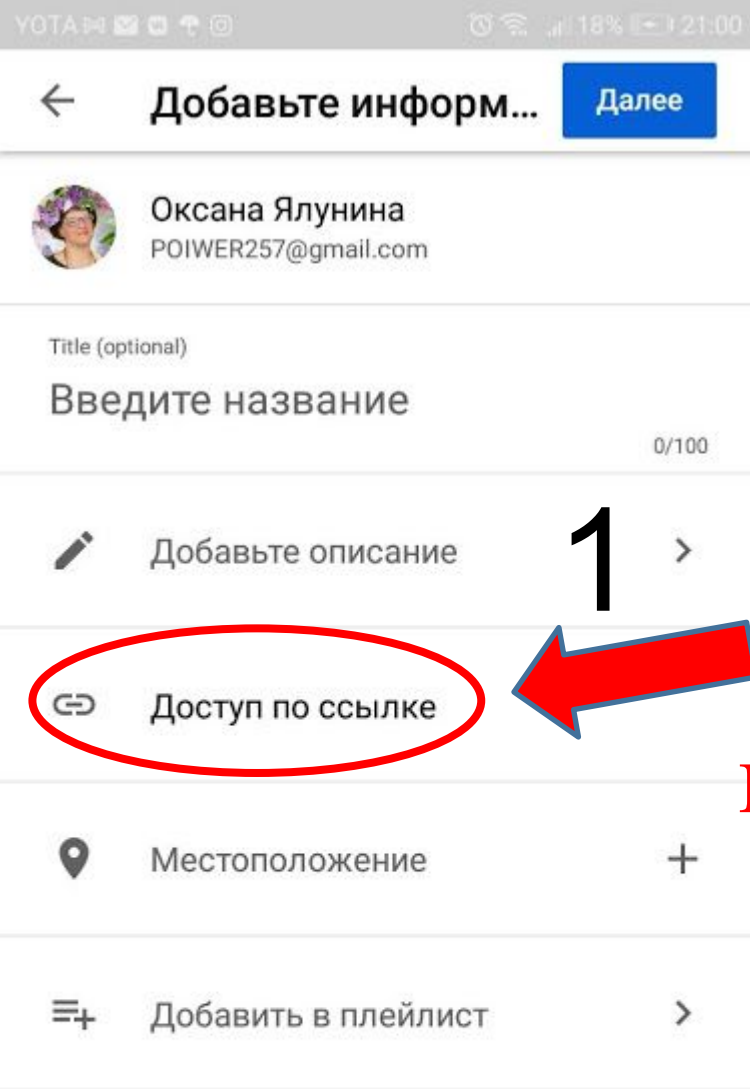 YOTA 18% 21:00
Добавьте информ... Далее
Оксана Ялунина
POIWER257@gmail.com
Title (optional)
Введите название
0/100
Добавьте описание
1
Доступ по ссылке
Местоположение
Добавить в плейлист